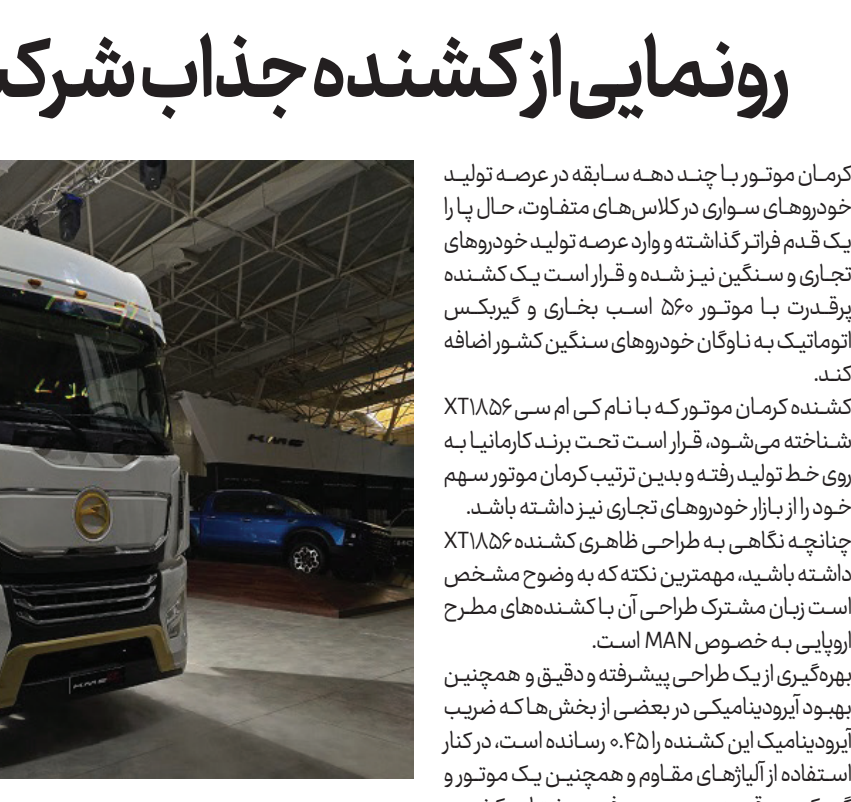 رونمایی از کشنده جذاب
کرمان موتور با چند دهه سابقه در عرصه تولید
خودروهای سواری در کلاس‌های متفاوت، حال پا را
یک قدم فراتر گذاشته و وارد عرصه تولید خودروهای
تجاری و سنگین نیز شده و قرار است یک کشنده
پرقدرت با موتور ۵۶۰ اسب بخاری و گیربکس
اتوماتیک به ناوگان خودروهای سنگین کشور اضافه
کند.
کشنده کرمان موتور که با نام کی ام سی XT۱۸۵۶
شناخته می‌شود، قرار است تحت برند کارمانیا به
روی خط تولید رفته و بدین ترتیب کرمان موتور سهم
خود را از بازار خودروهای تجاری نیز داشته باشد.
چنانچه نگاهی به طراحی ظاهری کشنده XT۱۸۵۶
داشته باشید، مهمترین نکته که به وضوح مشخص
است زبان مشترک طراحی آن با کشنده‌های مطرح
اروپایی به خصوص MAN است.
بهره‌گیری از یک طراحی پیشرفته و دقیق و همچنین
بهبود آیرودینامیکی در بعضی از بخش‌ها که ضریب
آیرودینامیک این کشنده را ۰.۴۵ رسانده است، در کنار
استفاده از آلیاژهای مقاوم و همچنین یک موتور و
KMC
KMC